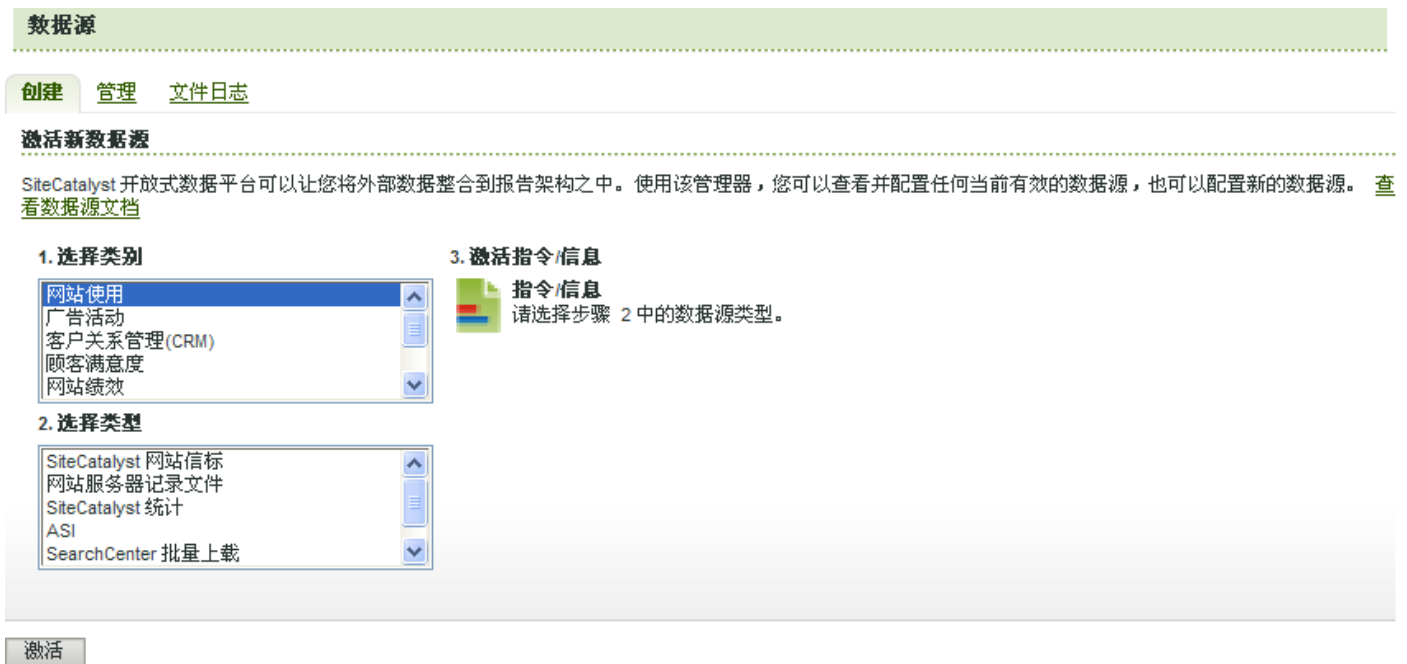 数据源
创建 管理 文件日志
激活新数据源
SiteCatalyst 开放式数据平台可以让您将外部数据整合到报告架构之中。使用该管理器，您可以查看并配置任何当前有效的数据源，也可以配置新的数据源。 查
看数据源文档
1. 选择类别
网站使用
广告活动
客户关系管理(CRM)
顾客满意度
网站绩效
2. 选择类型
SiteCatalyst 网站信标
网站服务器记录文件
SiteCatalyst 统计
ASI
SearchCenter 批量上载
3. 激活指令/信息
指令/信息
请选择步骤 2 中的数据源类型。
激活